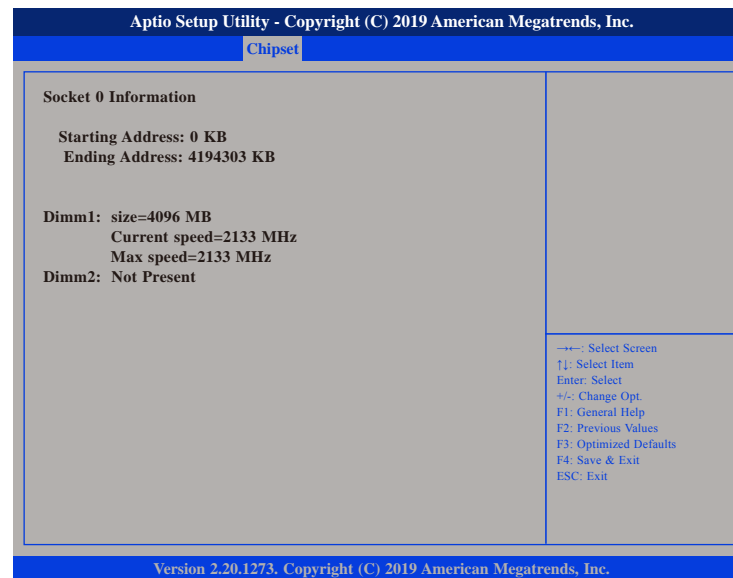 Aptio Setup Utility - Copyright (C) 2019 American Megatrends, Inc.
Chipset
Socket 0 Information
Starting Address: 0 KB
Ending Address: 4194303 KB
Dimm1: size=4096 MB
Current speed=2133 MHz
Max speed=2133 MHz
Dimm2: Not Present
→←: Select Screen
↑↓: Select Item
Enter: Select
+/-: Change Opt.
F1: General Help
F2: Previous Values
F3: Optimized Defaults
F4: Save & Exit
ESC: Exit
Version 2.20.1273. Copyright (C) 2019 American Megatrends, Inc.